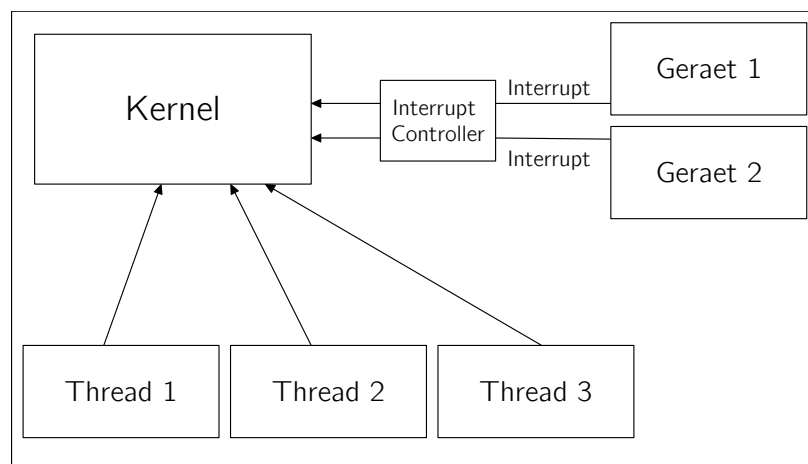 Kernel
Interrupt
Controller
Interrupt
Interrupt
Geraet 1
Geraet 2
Thread 1
Thread 2
Thread 3